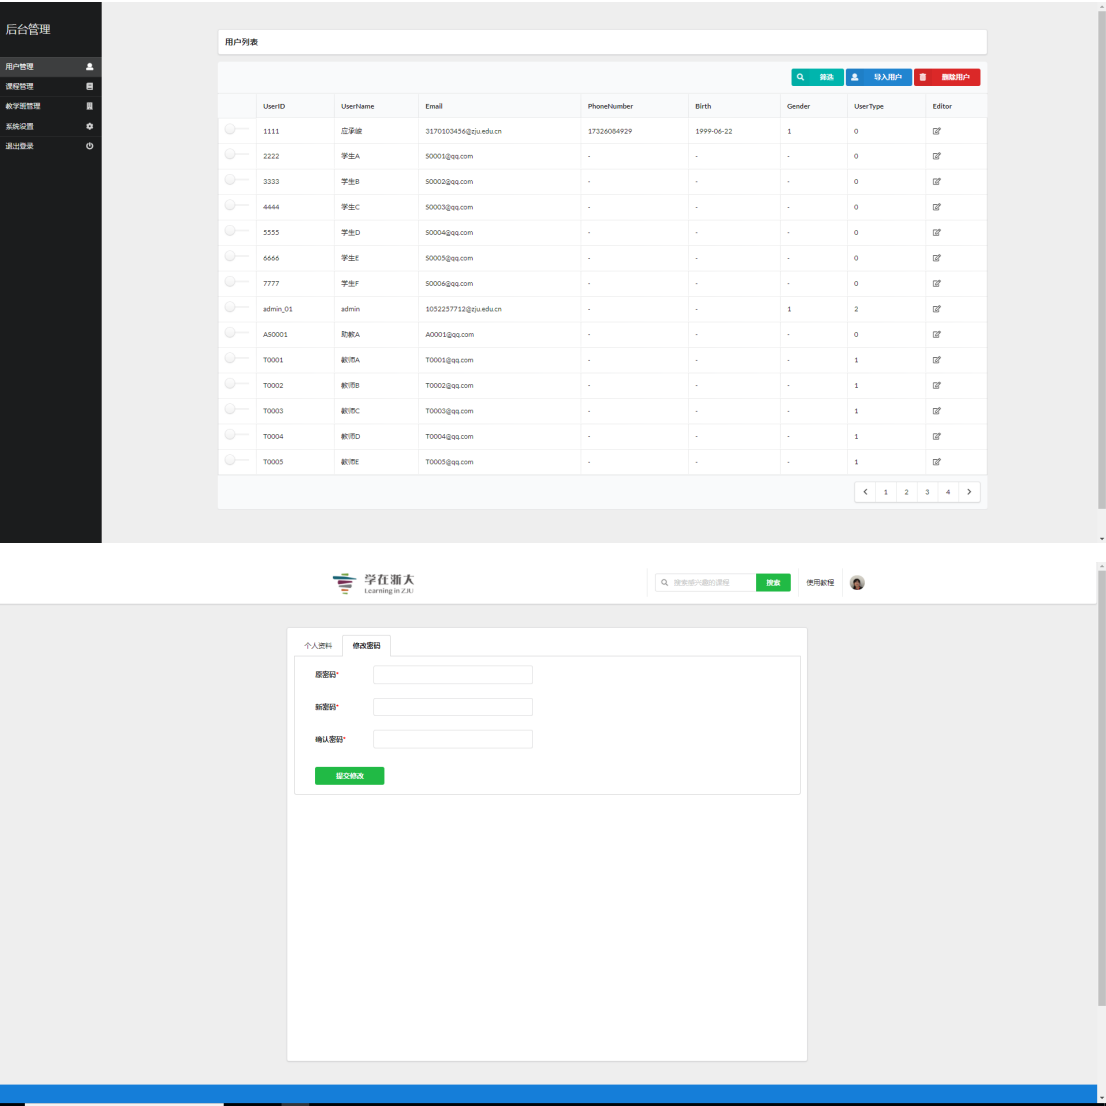 后台管理
用户管理
课程管理
教学班管理
系统设置
退出登录
用户列表
筛选 导入用户 删除用户
UserID UserName Email PhoneNumber Birth Gender UserType Editor
1111 应承峻 3170103456@zju.edu.cn 17326084929 1999-06-22 1 0
2222 学生A S0001@qq.com - - - 0
3333 学生B S0002@qq.com - - - 0
4444 学生C S0003@qq.com - - - 0
5555 学生D S0004@qq.com - - - 0
6666 学生E S0005@qq.com - - - 0
7777 学生F S0006@qq.com - - - 0
admin_01 admin 1052257712@zju.edu.cn - - 1 2
AS0001 助教A A0001@qq.com - - - 0
T0001 教师A T0001@qq.com - - - 1
T0002 教师B T0002@qq.com - - - 1
T0003 教师C T0003@qq.com - - - 1
T0004 教师D T0004@qq.com - - - 1
T0005 教师E T0005@qq.com - - - 1
1 2 3 4
学在浙大
Learning in ZJU
搜索感兴趣的课程 搜索 使用教程
个人资料 修改密码
原密码*
新密码*
确认密码*
提交修改